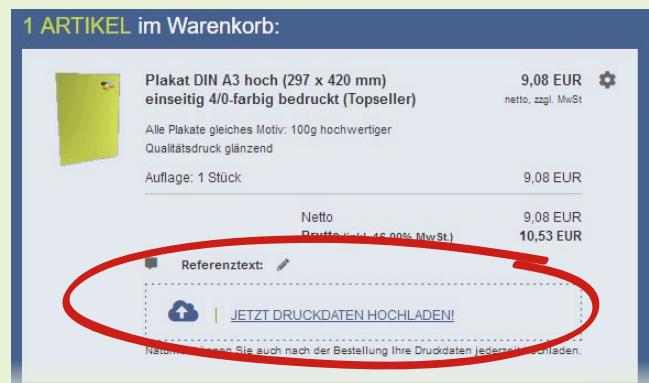 1 ARTIKEL im Warenkorb:
Plakat DIN A3 hoch (297 x 420 mm) 9,08 EUR
einseitig 4/0-farbig bedruckt (Topseller) netto, zzgl. MwSt
Alle Plakate gleiches Motiv: 100g hochwertiger
Qualitätsdruck glänzend
Auflage: 1 Stück 9,08 EUR
Netto 9,08 EUR
Brutto (inkl. 16,00% MwSt.) 10,53 EUR
Referenztext:
JETZT DRUCKDATEN HOCHLADEN!
Sie auch nach der Bestellung Ihre Druckdaten jederzeit hochladen.